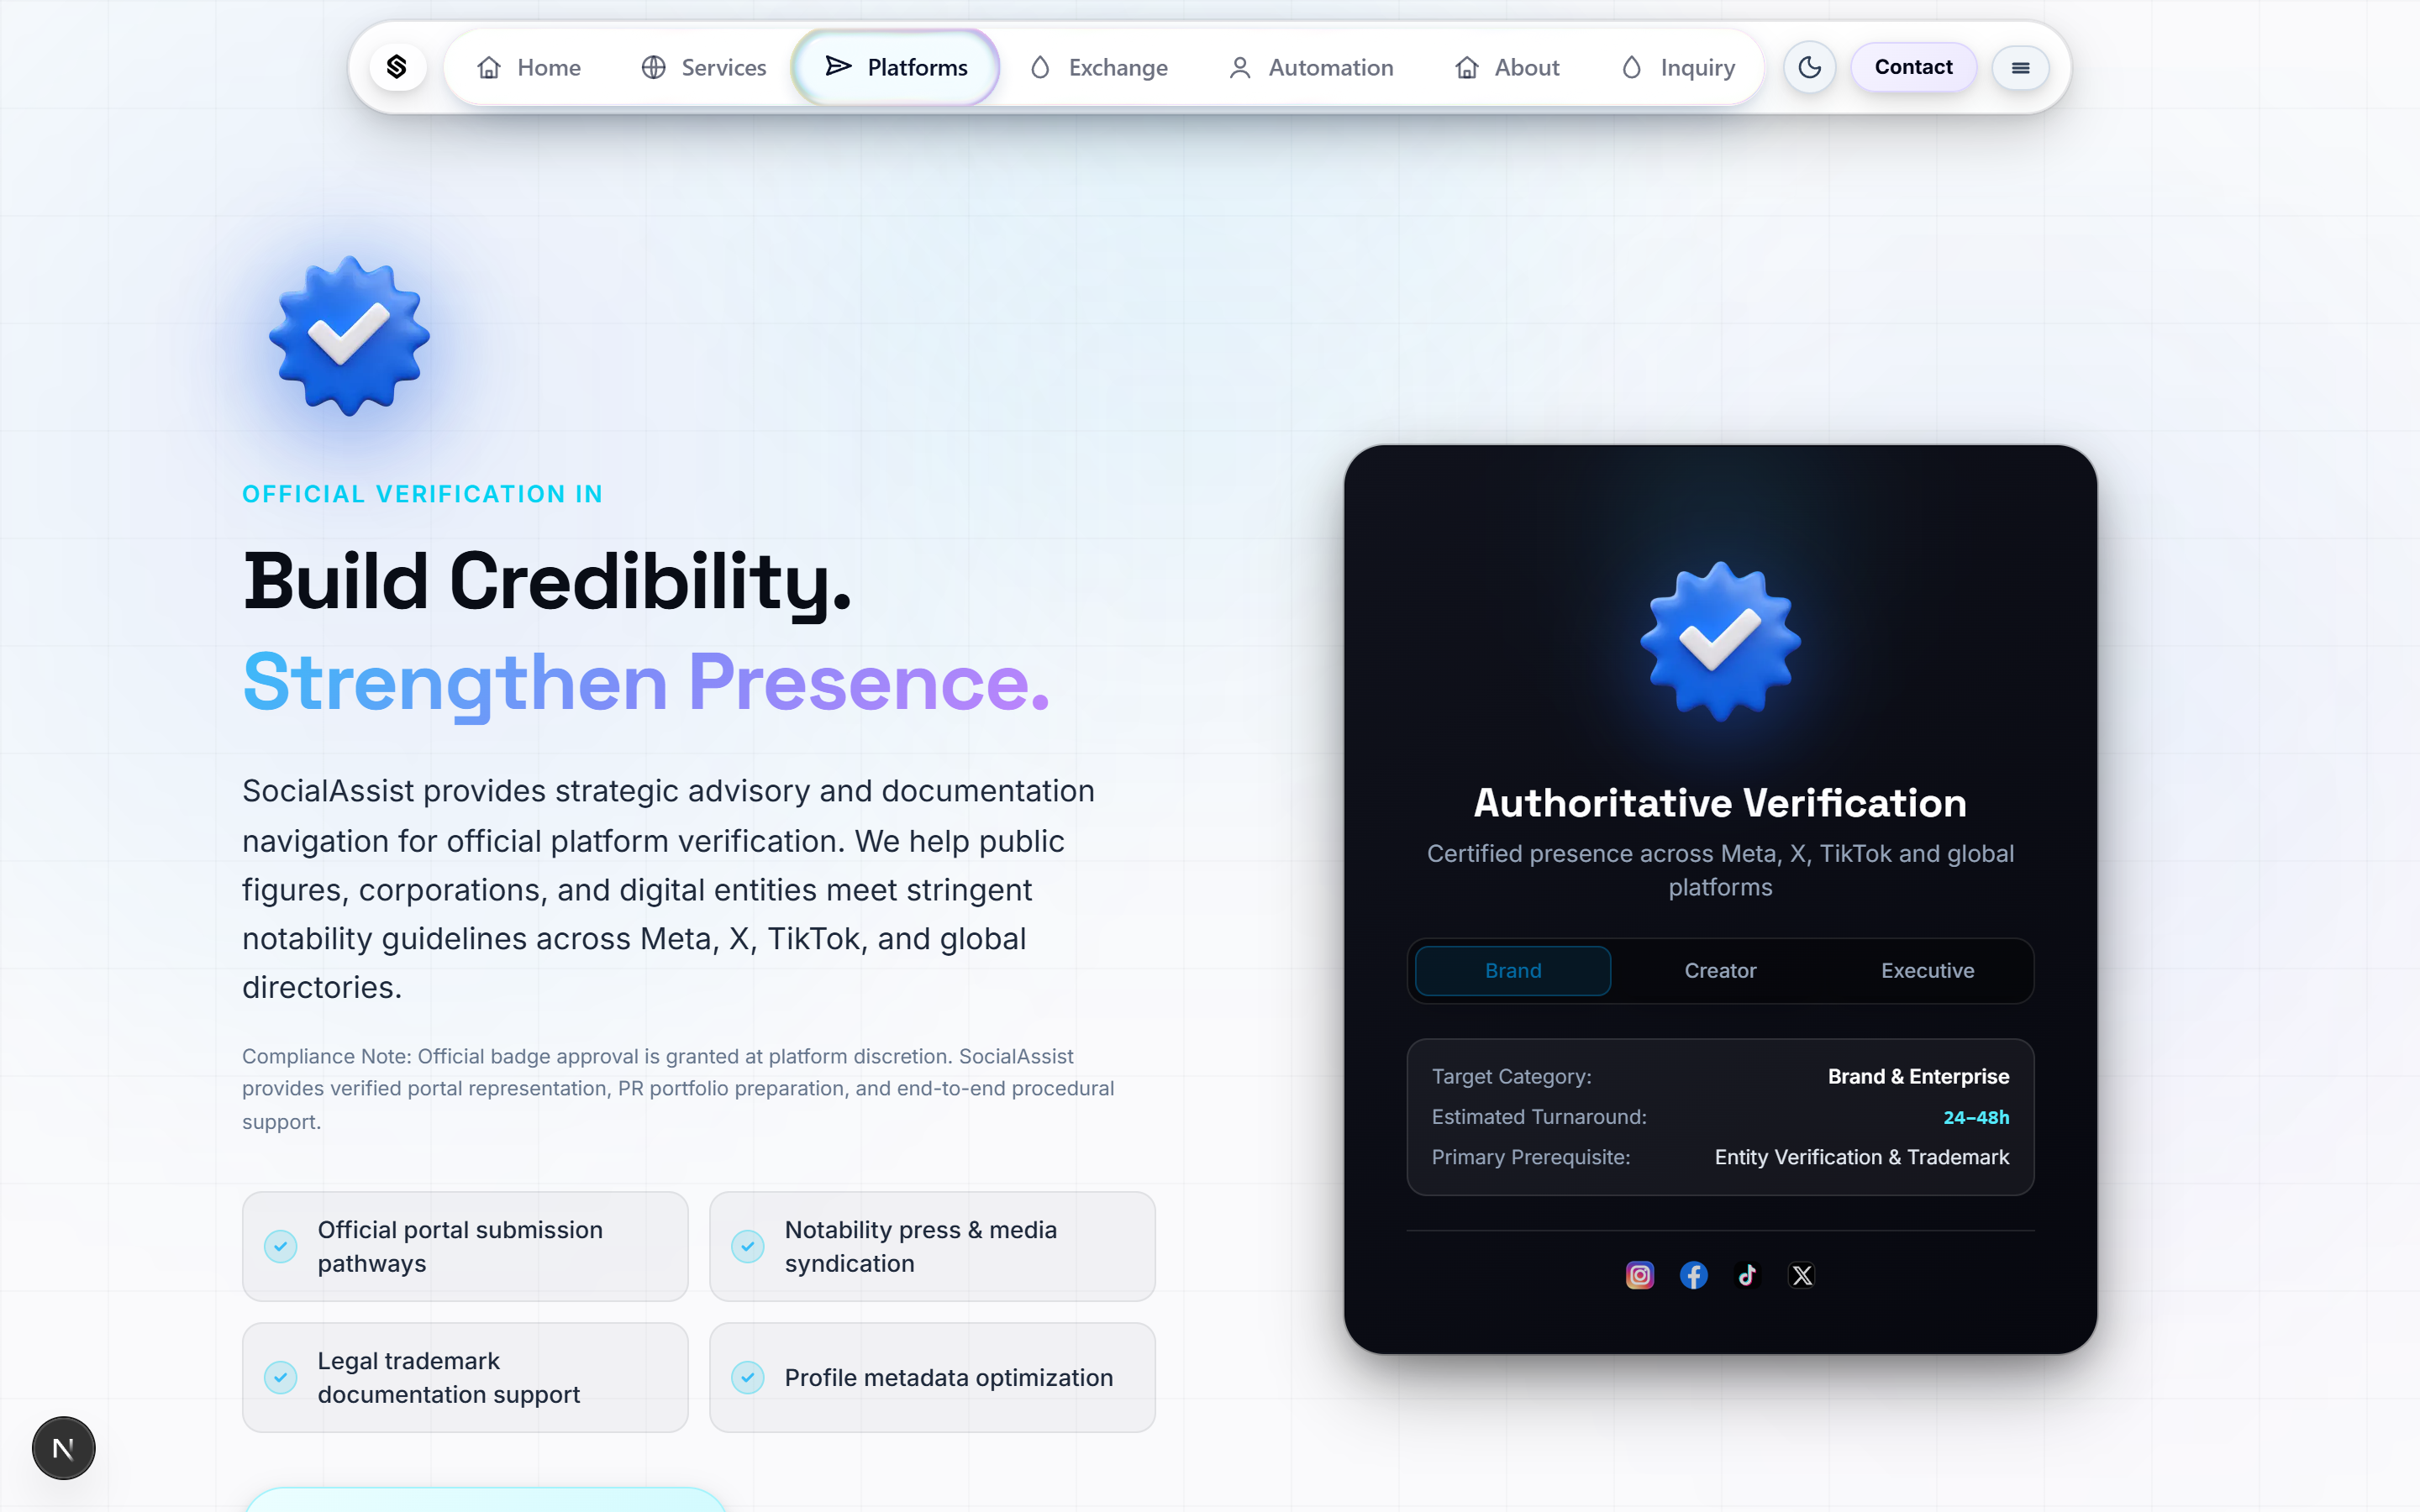 Home
Services
Platforms
Exchange
Automation
About
Inquiry
Contact
OFFICIAL VERIFICATION IN
Build Credibility.
Strengthen Presence.
SocialAssist provides strategic advisory and documentation
navigation for official platform verification. We help public
figures, corporations, and digital entities meet stringent
notability guidelines across Meta, X, TikTok, and global
directories.
Compliance Note: Official badge approval is granted at platform discretion. SocialAssist
provides verified portal representation, PR portfolio preparation, and end-to-end procedural
support.
Official portal submission
pathways
Notability press & media
syndication
Legal trademark
documentation support
Profile metadata optimization
Authoritative Verification
Certified presence across Meta, X, TikTok and global
platforms
Brand
Creator
Executive
Target Category:
Brand & Enterprise
Estimated Turnaround:
24–48h
Primary Prerequisite:
Entity Verification & Trademark
N